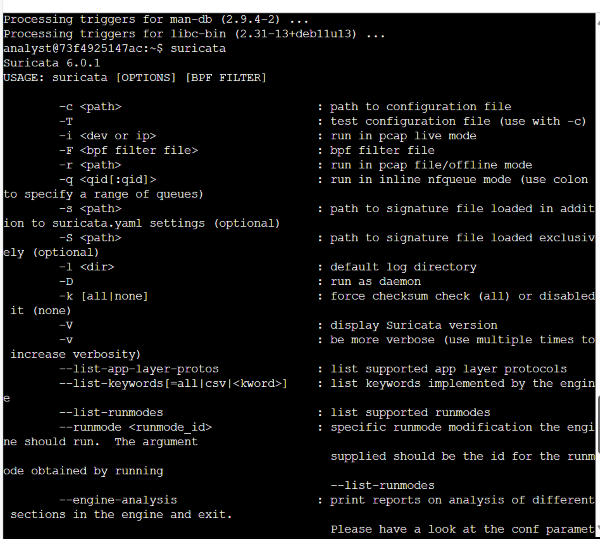 Processing triggers for man-db (2.9.4-2) ...
Processing triggers for libc-bin (2.31-13+deb11u13) ...
analyst@73f4925147ac:~$ suricata
Suricata 6.0.1
USAGE: suricata [OPTIONS] [BPF FILTER]
-c <path> : path to configuration file
-T : test configuration file (use with -c)
-i <dev or ip> : run in pcap live mode
-F <bpf filter file> : bpf filter file
-r <path> : run in pcap file/offline mode
-q <qid[:qid]> : run in inline nfqueue mode (use colon
to specify a range of queues)
-s <path> : path to signature file loaded in addit
ion to suricata.yaml settings (optional)
-S <path> : path to signature file loaded exclusiv
ely (optional)
-l <dir> : default log directory
-D : run as daemon
-k [all|none] : force checksum check (all) or disabled
it (none)
-V : display Suricata version
-v : be more verbose (use multiple times to
increase verbosity)
--list-app-layer-protos : list supported app layer protocols
--list-keywords[=all|csv|<kword>] : list keywords implemented by the engin
e
--list-runmodes : list supported runmodes
--runmode <runmode_id> : specific runmode modification the engi
ne should run.  The argument
supplied should be the id for the runm
ode obtained by running
--list-runmodes
--engine-analysis : print reports on analysis of different
sections in the engine and exit.
Please have a look at the conf paramet